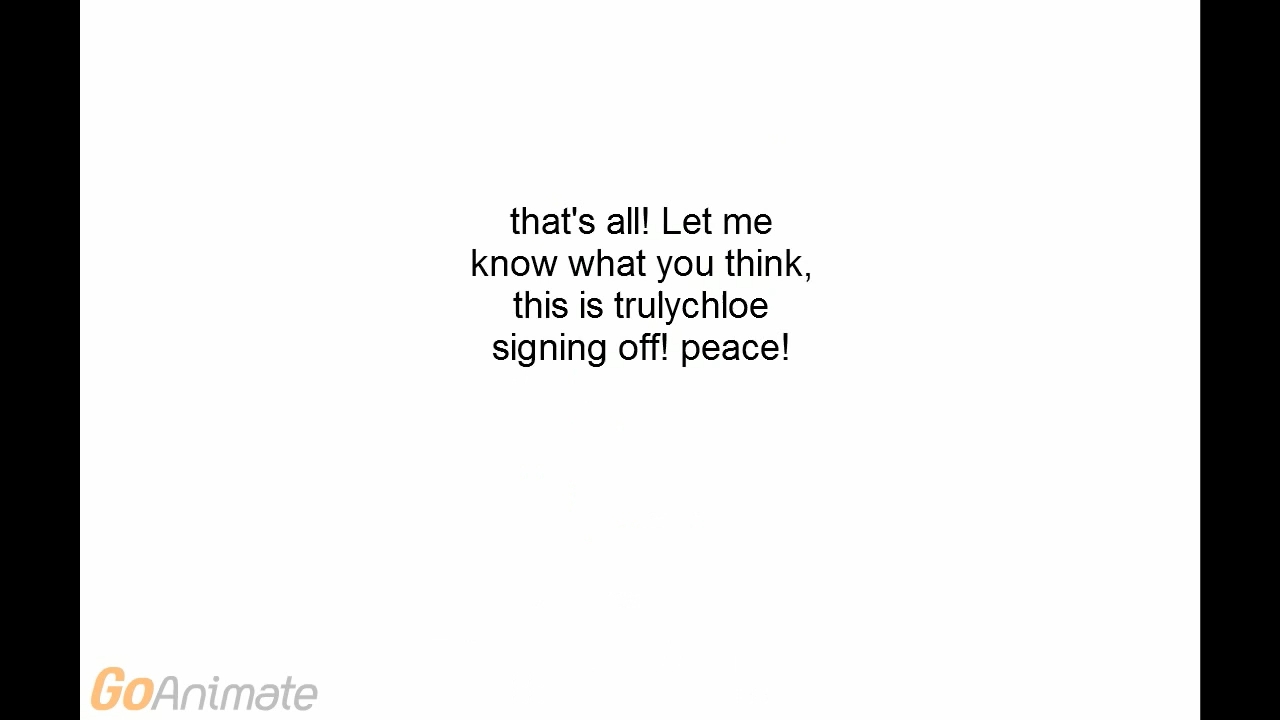 that's all! Let me
know what you think,
this is trulychloe
signing off! peace!
GoAnimate